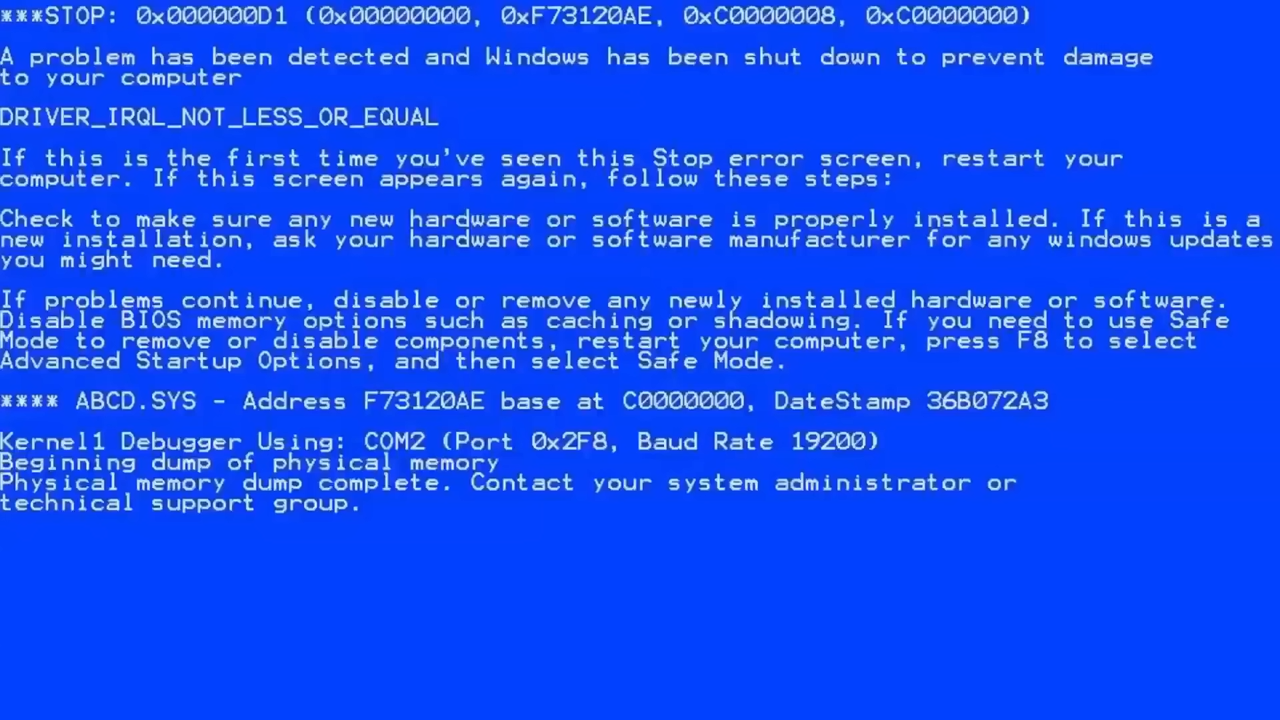 ***STOP: 0x000000D1 (0x00000000, 0xF73120AE, 0xC0000008, 0xC0000000)
A problem has been detected and Windows has been shut down to prevent damage
to your computer
DRIVER_IRQL_NOT_LESS_OR_EQUAL
If this is the first time you've seen this Stop error screen, restart your
computer. If this screen appears again, follow these steps:
Check to make sure any new hardware or software is properly installed. If this is a
new installation, ask your hardware or software manufacturer for any windows updates
you might need.
If problems continue, disable or remove any newly installed hardware or software.
Disable BIOS memory options such as caching or shadowing. If you need to use Safe
Mode to remove or disable components, restart your computer, press F8 to select
Advanced Startup Options, and then select Safe Mode.
**** ABCD.SYS - Address F73120AE base at C0000000, DateStamp 36B072A3
Kernel1 Debugger Using: COM2 (Port 0x2F8, Baud Rate 19200)
Beginning dump of physical memory
Physical memory dump complete. Contact your system administrator or
technical support group.